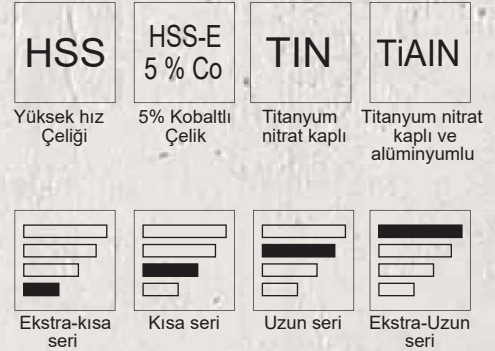 HSS
HSS-E
5 % Co
TIN
TiAlN
Yüksek hız
Çeliği
5% Kobaltlı
Çelik
Titanyum
nitrat kaplı
Titanyum nitrat
kaplı ve
alüminyumlu
Ekstra-kısa
seri
Kısa seri
Uzun seri
Ekstra-Uzun
seri